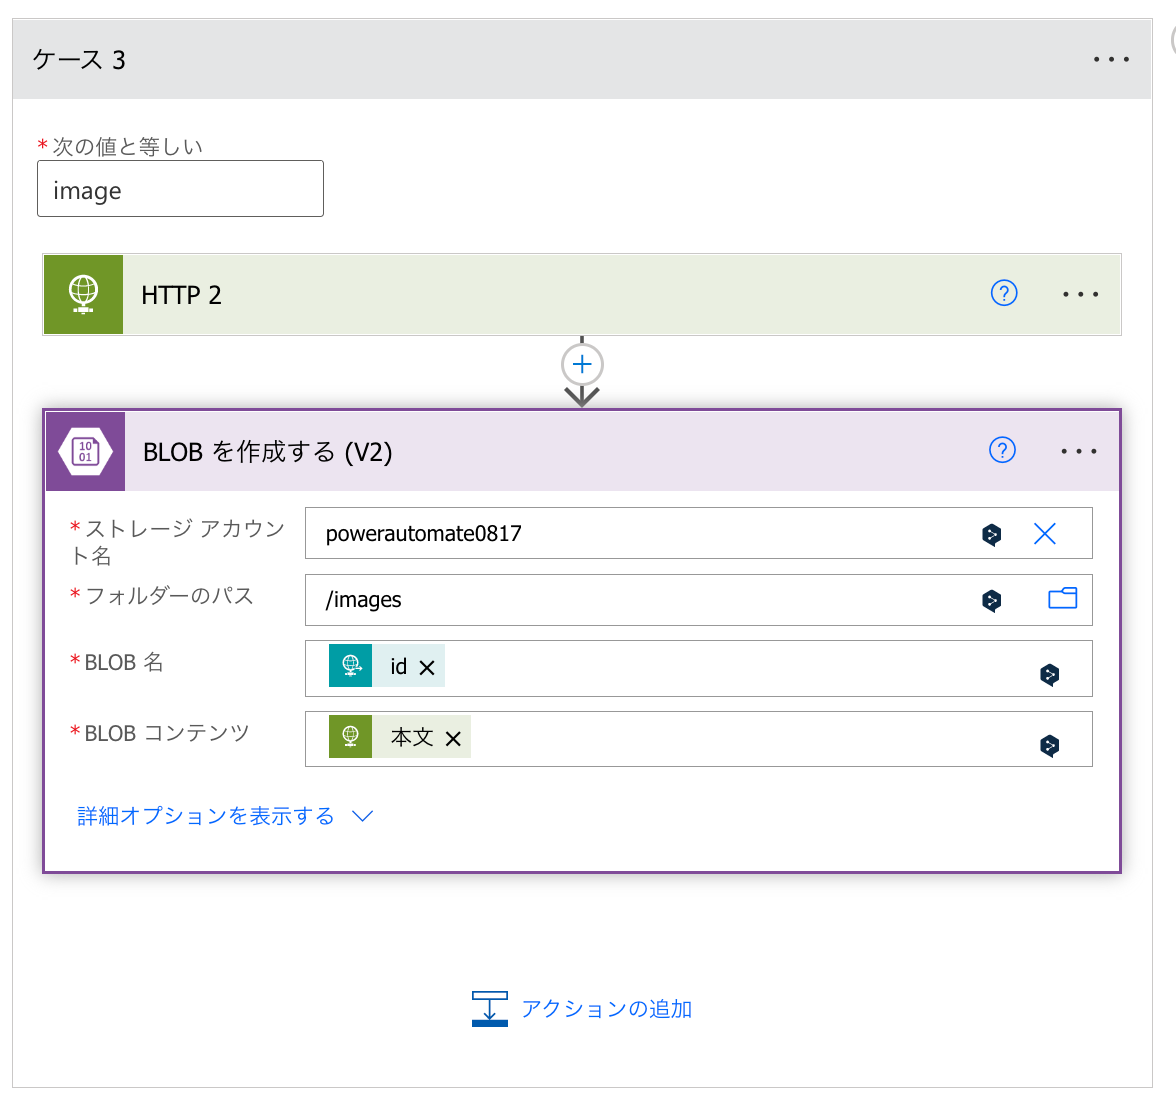 ケース 3
* 次の値と等しい
image
HTTP 2
10
01
BLOB を作成する (V2)
* ストレージ アカウン
ト名
powerautomate0817
* フォルダーのパス
/images
* BLOB 名
id
* BLOB コンテンツ
本文
詳細オプションを表示する
アクションの追加